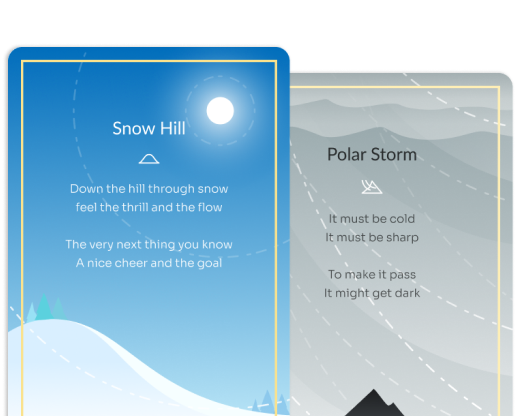 Snow Hill
Down the hill through snow
feel the thrill and the flow
The very next thing you know
A nice cheer and the goal
Polar Storm
It must be cold
It must be sharp
To make it pass
It might get dark